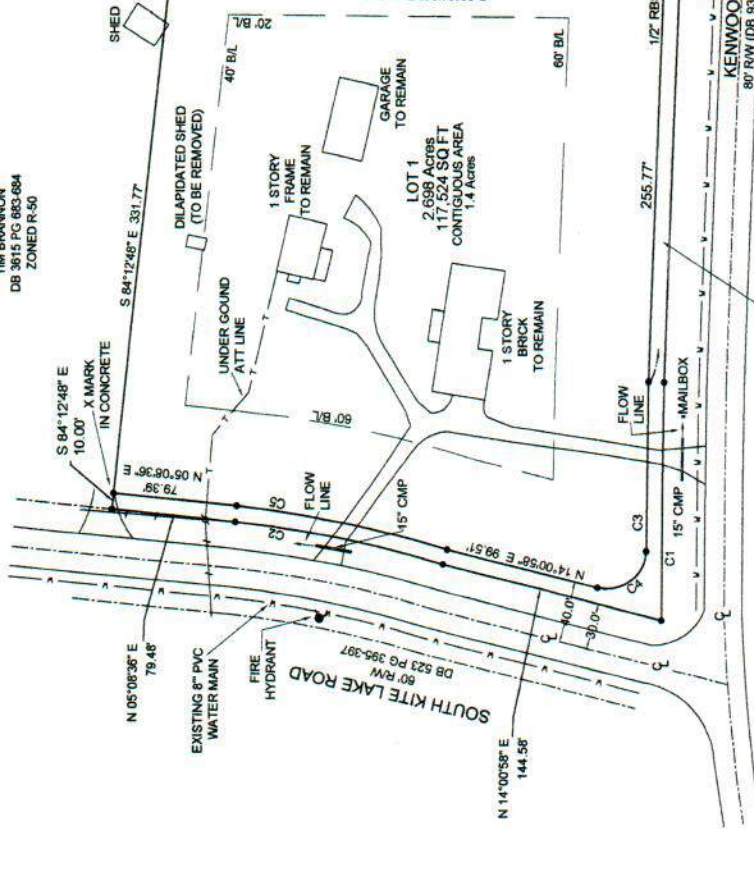 DB 3615 PG 683-684
ZONED R-50
SHED
S 84°12'48" E 331.77'
DILAPIDATED SHED
(TO BE REMOVED)
40' B/L
20' B/L
S 84°12'48" E
10.00'
X MARK
IN CONCRETE
1 STORY
FRAME
TO REMAIN
GARAGE
TO REMAIN
60' B/L
UNDER GOUND
ATT LINE
T
T
T
T
LOT 1
2.698 Acres
117,524 SQ FT
CONTIGUOUS AREA
1.4 Acres
N 05°08'36" E
79.39'
60' B/L
1 STORY
BRICK
TO REMAIN
255.77'
1/2" RB
C5
C2
FLOW
LINE
15" CMP
N 14°00'58" E 99.51'
FLOW
LINE
MAILBOX
15" CMP
C3
C1
C4
40.0'
30.0'
N 05°08'36" E
79.48'
EXISTING 8"" PVC
WATER MAIN
FIRE
HYDRANT
SOUTH KITE LAKE ROAD
60' R/W
DB 523 PG 395-397
N 14°00'58" E
144.58'
80' R/W (DB 93
CL
CL
CL
CL